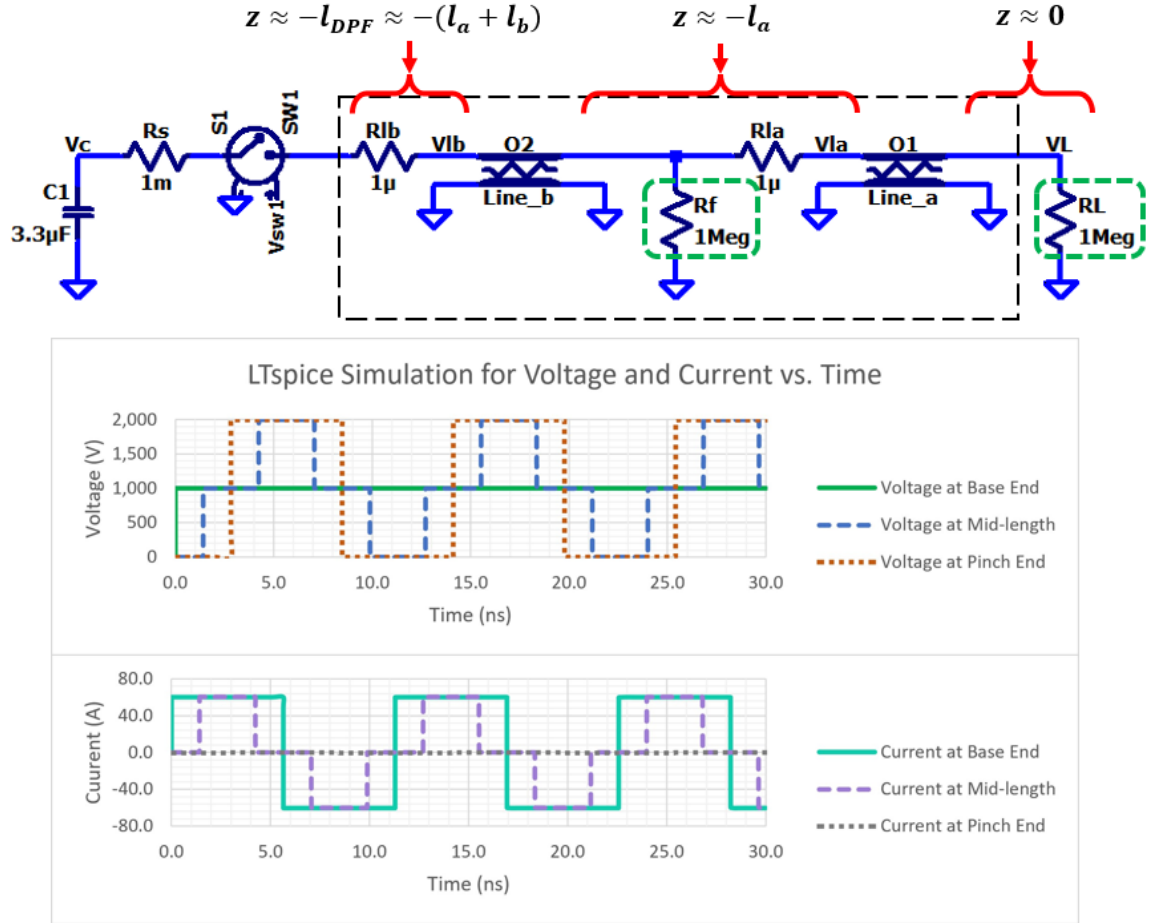 z ≈ −l_DPF ≈ −(l_a + l_b) z ≈ −l_a z ≈ 0
S1 SW1
Vc Rs Rlb Vlb O2 Rla Vla O1 VL
1m 1µ Line_b 1µ Line_a
C1 Vsw1 Rf RL
3.3µF 1Meg 1Meg
LTspice Simulation for Voltage and Current vs. Time
Voltage (V)
2,000
1,500
1,000
500
0
0.0 5.0 10.0 15.0 20.0 25.0 30.0
Time (ns)
Voltage at Base End
Voltage at Mid-length
Voltage at Pinch End
Cuurent (A)
80.0
40.0
0.0
-40.0
-80.0
0.0 5.0 10.0 15.0 20.0 25.0 30.0
Time (ns)
Current at Base End
Current at Mid-length
Current at Pinch End